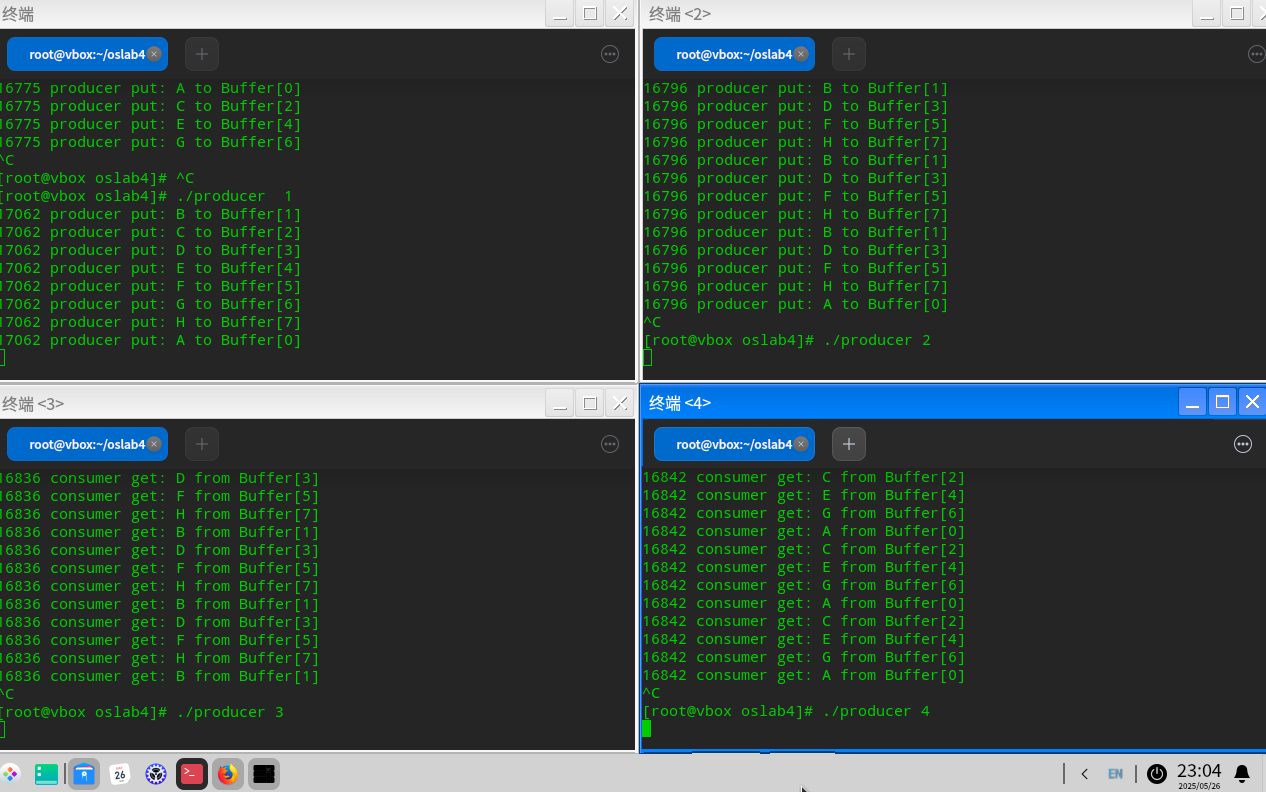 终端
root@vbox:~/oslab4
16775 producer put: A to Buffer[0]
16775 producer put: C to Buffer[2]
16775 producer put: E to Buffer[4]
16775 producer put: G to Buffer[6]
^C
[root@vbox oslab4]# ^C
[root@vbox oslab4]# ./producer  1
17062 producer put: B to Buffer[1]
17062 producer put: C to Buffer[2]
17062 producer put: D to Buffer[3]
17062 producer put: E to Buffer[4]
17062 producer put: F to Buffer[5]
17062 producer put: G to Buffer[6]
17062 producer put: H to Buffer[7]
17062 producer put: A to Buffer[0]
终端 <2>
root@vbox:~/oslab4
16796 producer put: B to Buffer[1]
16796 producer put: D to Buffer[3]
16796 producer put: F to Buffer[5]
16796 producer put: H to Buffer[7]
16796 producer put: B to Buffer[1]
16796 producer put: D to Buffer[3]
16796 producer put: F to Buffer[5]
16796 producer put: H to Buffer[7]
16796 producer put: B to Buffer[1]
16796 producer put: D to Buffer[3]
16796 producer put: F to Buffer[5]
16796 producer put: H to Buffer[7]
16796 producer put: A to Buffer[0]
^C
[root@vbox oslab4]# ./producer 2
终端 <3>
root@vbox:~/oslab4
16836 consumer get: D from Buffer[3]
16836 consumer get: F from Buffer[5]
16836 consumer get: H from Buffer[7]
16836 consumer get: B from Buffer[1]
16836 consumer get: D from Buffer[3]
16836 consumer get: F from Buffer[5]
16836 consumer get: H from Buffer[7]
16836 consumer get: B from Buffer[1]
16836 consumer get: D from Buffer[3]
16836 consumer get: F from Buffer[5]
16836 consumer get: H from Buffer[7]
16836 consumer get: B from Buffer[1]
^C
[root@vbox oslab4]# ./producer 3
终端 <4>
root@vbox:~/oslab4
16842 consumer get: C from Buffer[2]
16842 consumer get: E from Buffer[4]
16842 consumer get: G from Buffer[6]
16842 consumer get: A from Buffer[0]
16842 consumer get: C from Buffer[2]
16842 consumer get: E from Buffer[4]
16842 consumer get: G from Buffer[6]
16842 consumer get: A from Buffer[0]
16842 consumer get: C from Buffer[2]
16842 consumer get: E from Buffer[4]
16842 consumer get: G from Buffer[6]
16842 consumer get: A from Buffer[0]
^C
[root@vbox oslab4]# ./producer 4
26
EN
23:04
2025/05/26